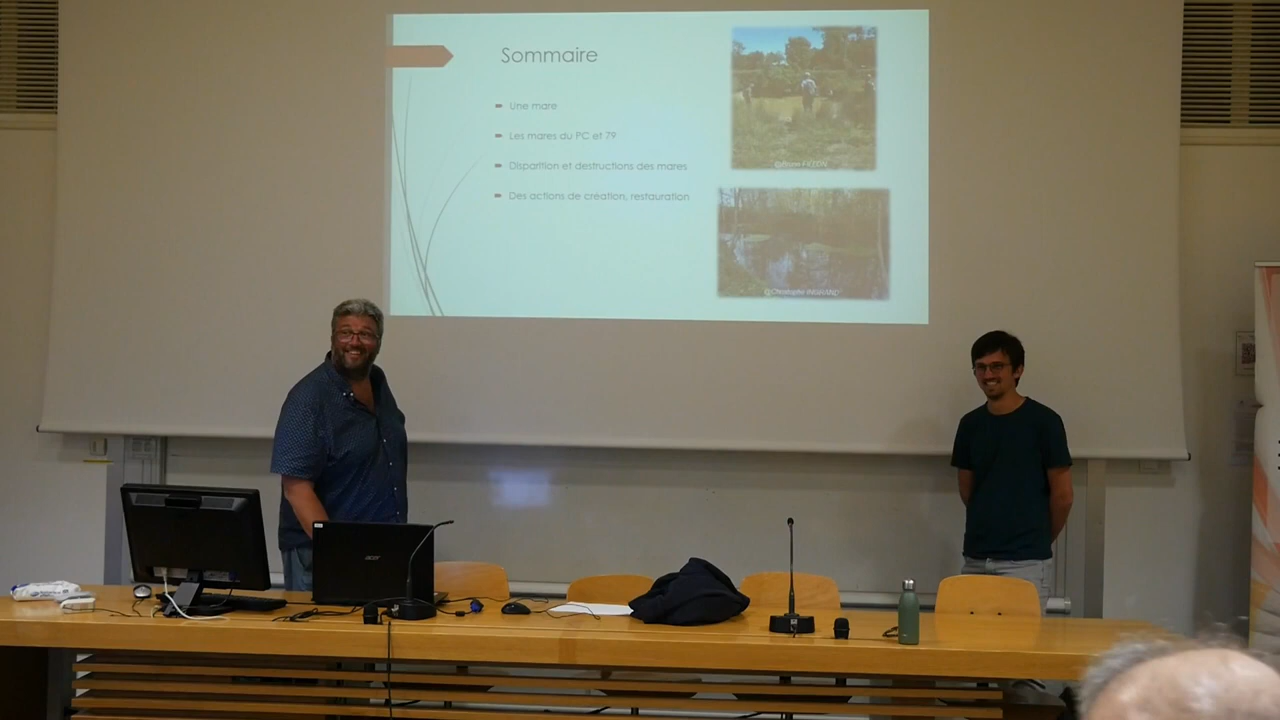 Sommaire
Une mare
Les mares du PC et 79
Disparition et destructions des mares
Des actions de création, restauration
acer